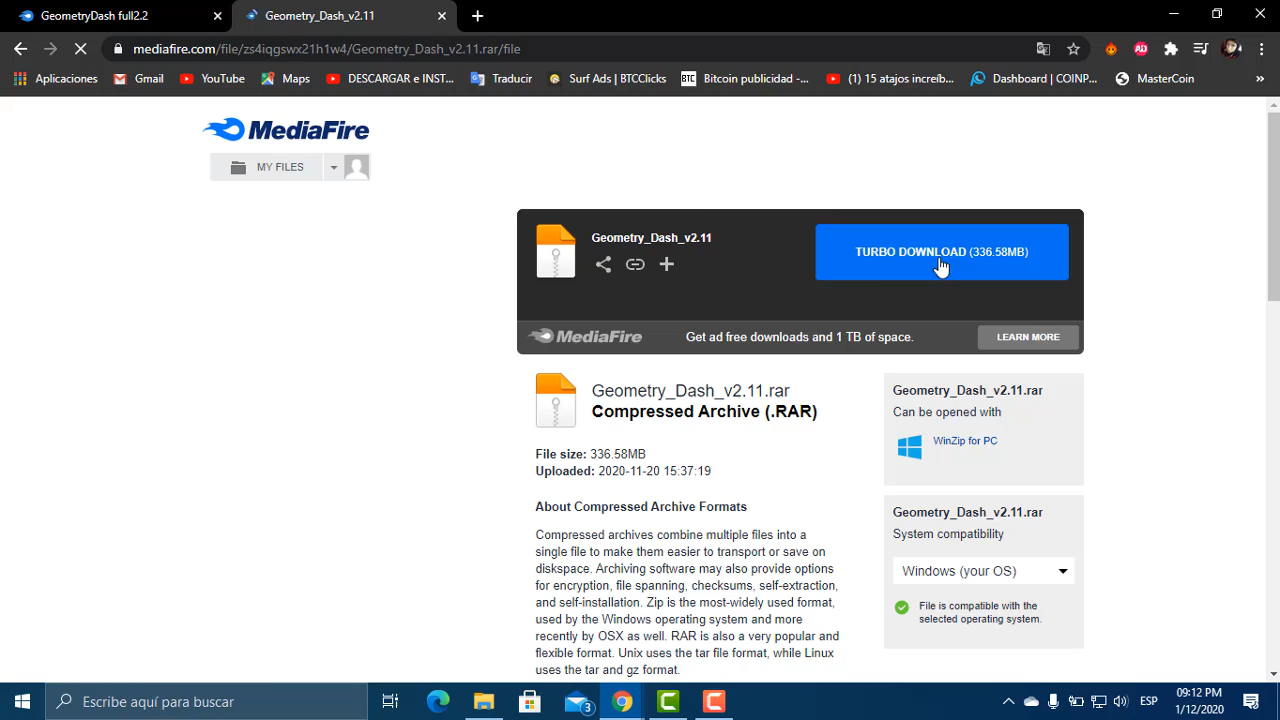 GeometryDash full2.2
Geometry_Dash_v2.11
mediafire.com/file/zs4iqgswx21h1w4/Geometry_Dash_v2.11.rar/file
Aplicaciones
Gmail
YouTube
Maps
DESCARGAR e INST...
Traducir
Surf Ads | BTCClicks
BTC
Bitcoin publicidad -...
(1) 15 atajos increíb...
Dashboard | COINP...
MasterCoin
»
MediaFire
MY FILES
Geometry_Dash_v2.11
TURBO DOWNLOAD (336.58MB)
MediaFire
Get ad free downloads and 1 TB of space.
LEARN MORE
Geometry_Dash_v2.11.rar
Compressed Archive (.RAR)
File size: 336.58MB
Uploaded: 2020-11-20 15:37:19
About Compressed Archive Formats
Compressed archives combine multiple files into a
single file to make them easier to transport or save on
diskspace. Archiving software may also provide options
for encryption, file spanning, checksums, self-extraction,
and self-installation. Zip is the most-widely used format,
used by the Windows operating system and more
recently by OSX as well. RAR is also a very popular and
flexible format. Unix uses the tar file format, while Linux
uses the tar and gz format.
Geometry_Dash_v2.11.rar
Can be opened with
WinZip for PC
Geometry_Dash_v2.11.rar
System compatibility
Windows (your OS)
File is compatible with the
selected operating system.
Escribe aquí para buscar
3
ESP
09:12 PM
1/12/2020